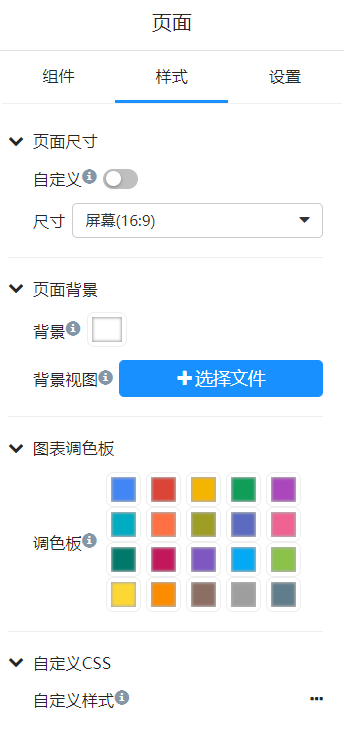 页面
组件 样式 设置
页面尺寸
自定义
尺寸 屏幕(16:9)
页面背景
背景
背景视图 选择文件
图表调色板
调色板
自定义CSS
自定义样式